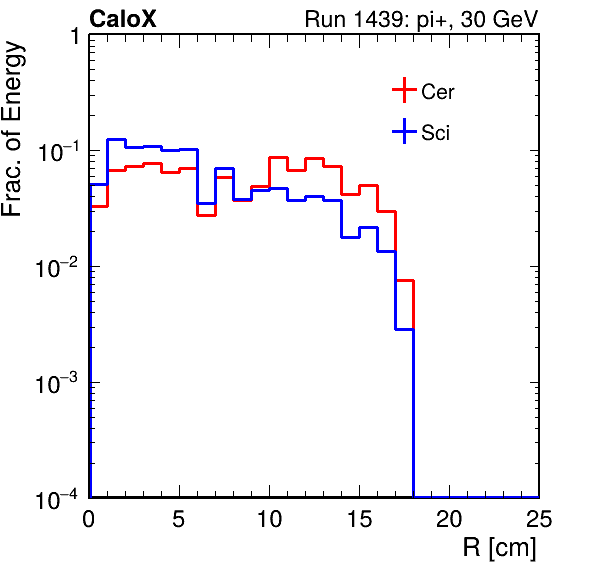 CaloX Run 1439: pi+, 30 GeV
Frac. of Energy
1
10⁻¹
10⁻²
10⁻³
10⁻⁴
Cer
Sci
0 5 10 15 20 25
R [cm]